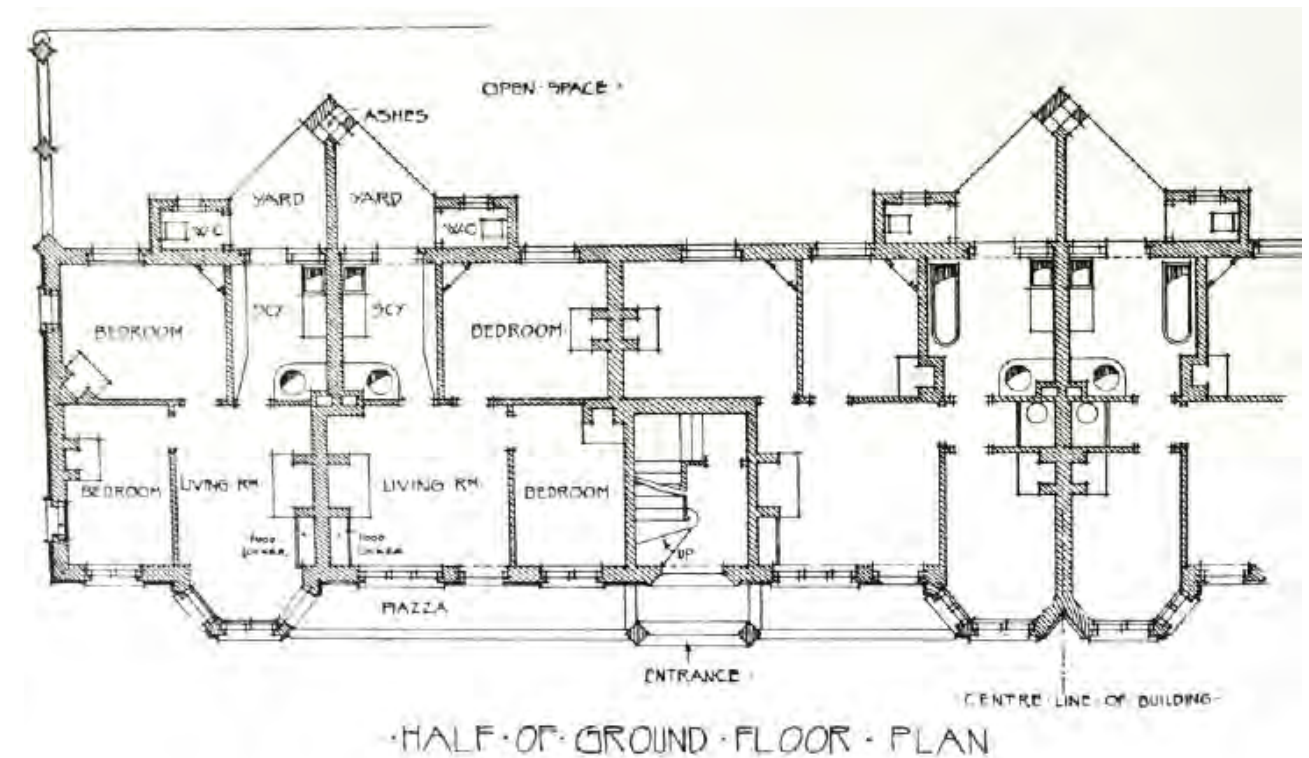 OPEN · SPACE ·
ASHES
YARD
YARD
W·C
W·C
BEDROOM
SCY
SCY
BEDROOM
BEDROOM
LIVING RM
LIVING RM.
BEDROOM
FOOD
LOCKER
FOOD
LOCKER
UP
PIAZZA
ENTRANCE ·
· CENTRE · LINE · OF · BUILDING ·
· HALF · OF · GROUND · FLOOR · PLAN